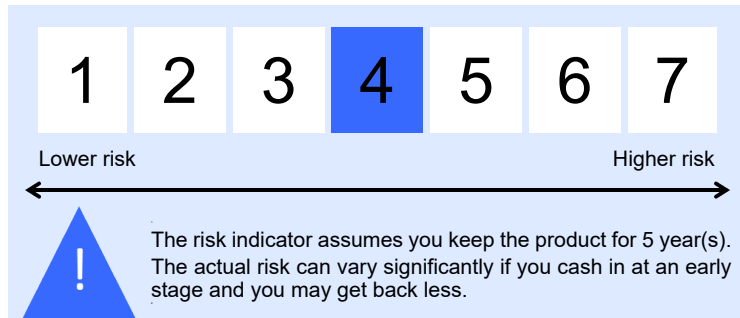 1 2 3 4 5 6 7
Lower risk Higher risk
!
The risk indicator assumes you keep the product for 5 year(s).
The actual risk can vary significantly if you cash in at an early
stage and you may get back less.